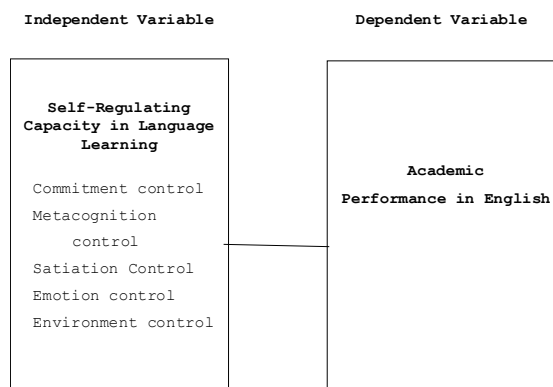 Independent Variable
Dependent Variable
Self-Regulating
Capacity in Language
Learning
Commitment control
Metacognition
control
Satiation Control
Emotion control
Environment control
Academic
Performance in English